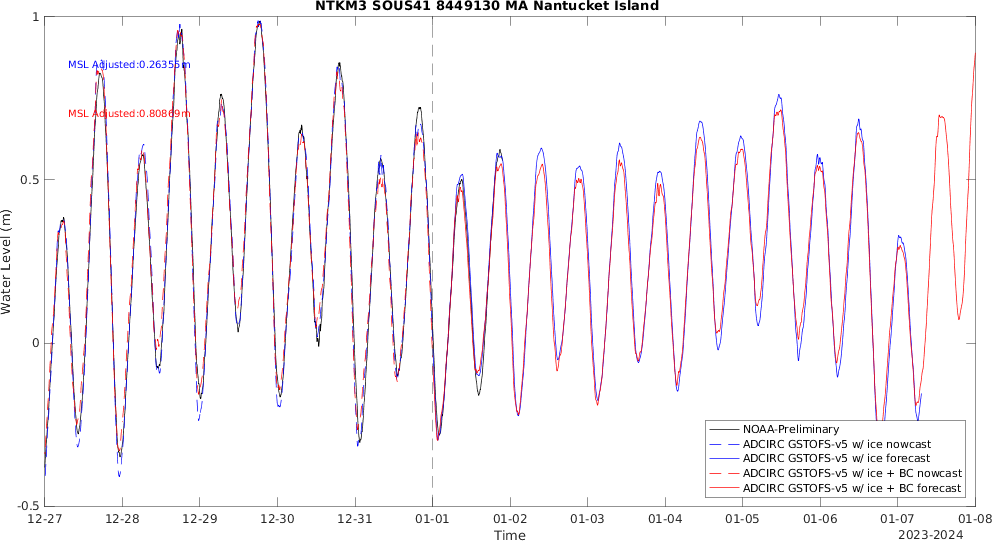 NTKM3 SOUS41 8449130 MA Nantucket Island
1
MSL Adjusted:0.26355m
MSL Adjusted:0.80869m
0.5
Water Level (m)
0
NOAA-Preliminary
ADCIRC GSTOFS-v5 w/ ice nowcast
ADCIRC GSTOFS-v5 w/ ice forecast
ADCIRC GSTOFS-v5 w/ ice + BC nowcast
ADCIRC GSTOFS-v5 w/ ice + BC forecast
-0.5
12-27 12-28 12-29 12-30 12-31 01-01 01-02 01-03 01-04 01-05 01-06 01-07 01-08
Time
2023-2024